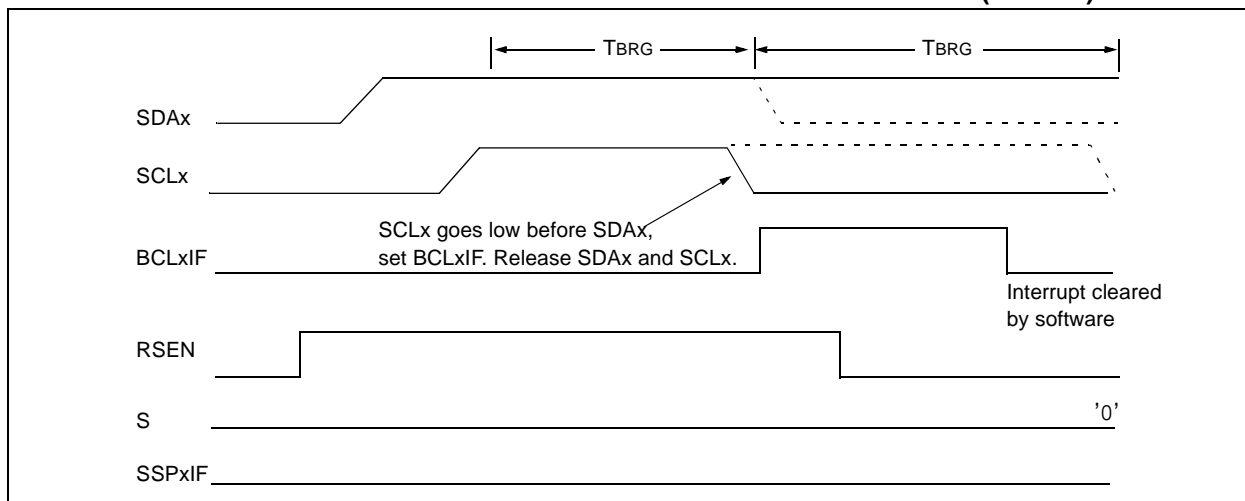 TBRG
TBRG
SDAx
SCLx
SCLx goes low before SDAx,
set BCLxIF. Release SDAx and SCLx.
BCLxIF
Interrupt cleared
by software
RSEN
S
'0'
SSPxIF